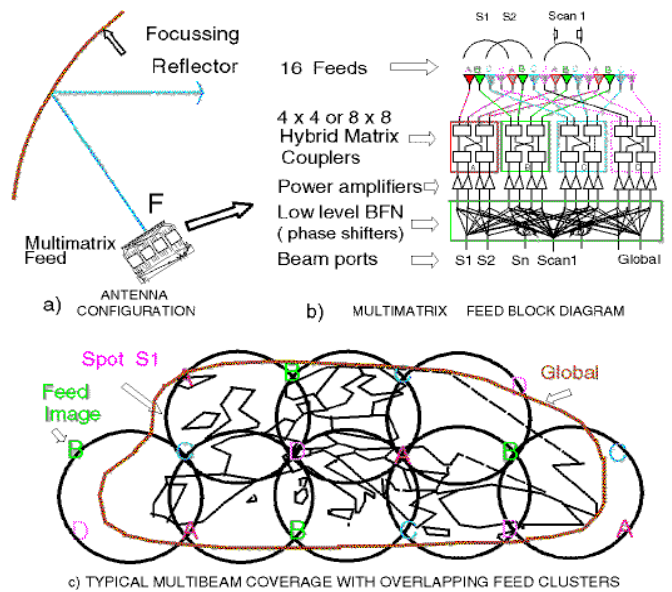 a)
Focussing
Reflector
F
Multimatrix
Feed
ANTENNA
CONFIGURATION
S1 S2 Scan 1
16 Feeds
A B C A B C A B C A B C
4 x 4 or 8 x 8
Hybrid Matrix
Couplers
A B C D
Power amplifiers
Low level BFN
( phase shifters)
Beam ports
S1 S2 Sn Scan1 Global
b) MULTIMATRIX FEED BLOCK DIAGRAM
Spot S1
Global
Feed
Image
A B C D
B C D A B C
D A B C D A
c) TYPICAL MULTIBEAM COVERAGE WITH OVERLAPPING FEED CLUSTERS